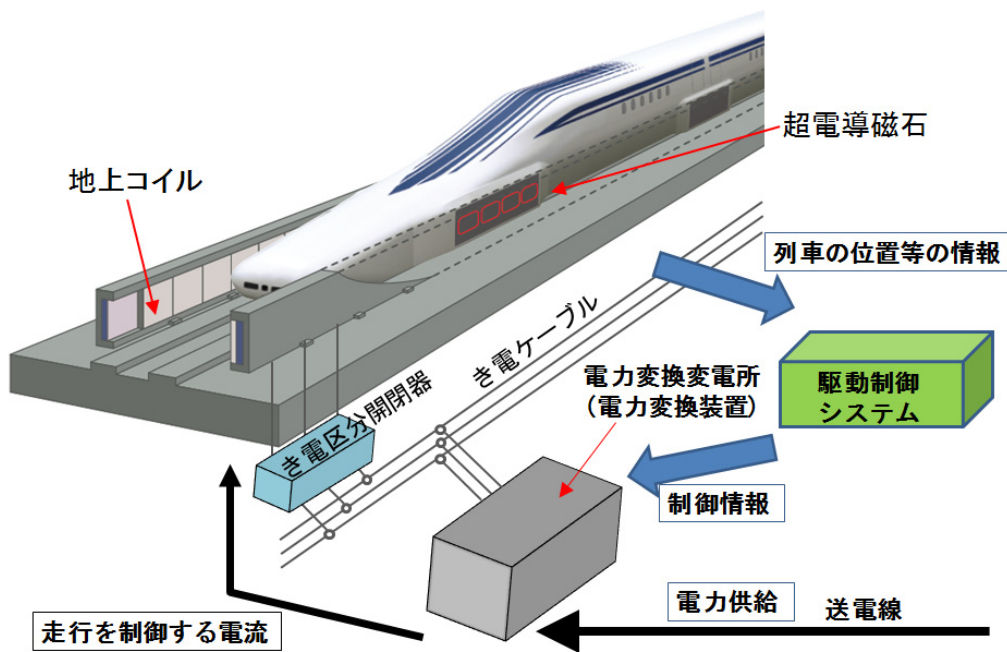 超電導磁石
地上コイル
列車の位置等の情報
き電ケーブル
電力変換変電所
(電力変換装置)
駆動制御
システム
き電区分開閉器
制御情報
電力供給
送電線
走行を制御する電流